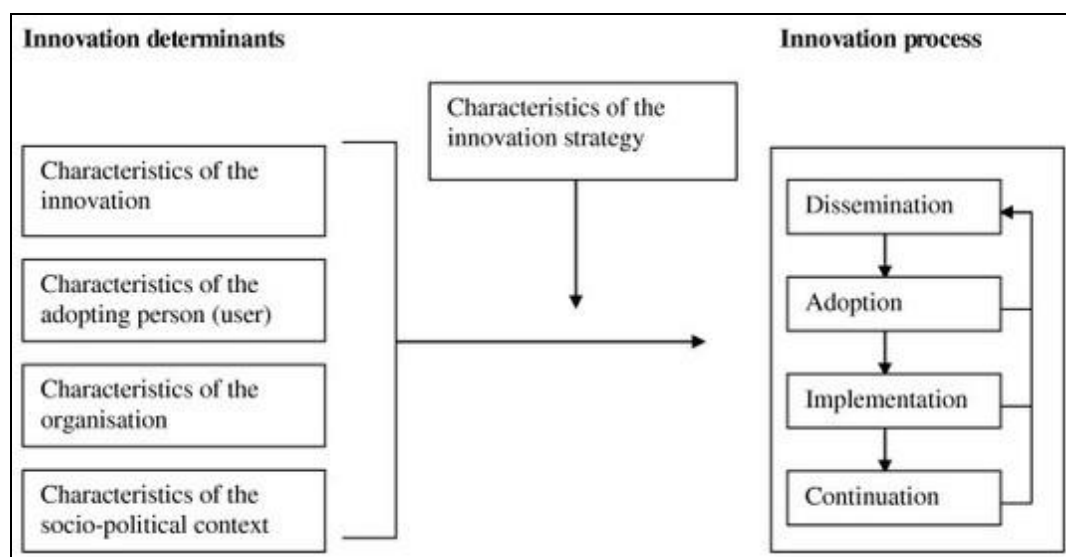 Innovation determinants
Innovation process
Characteristics of the
innovation strategy
Characteristics of the
innovation
Characteristics of the
adopting person (user)
Characteristics of the
organisation
Characteristics of the
socio-political context
Dissemination
Adoption
Implementation
Continuation